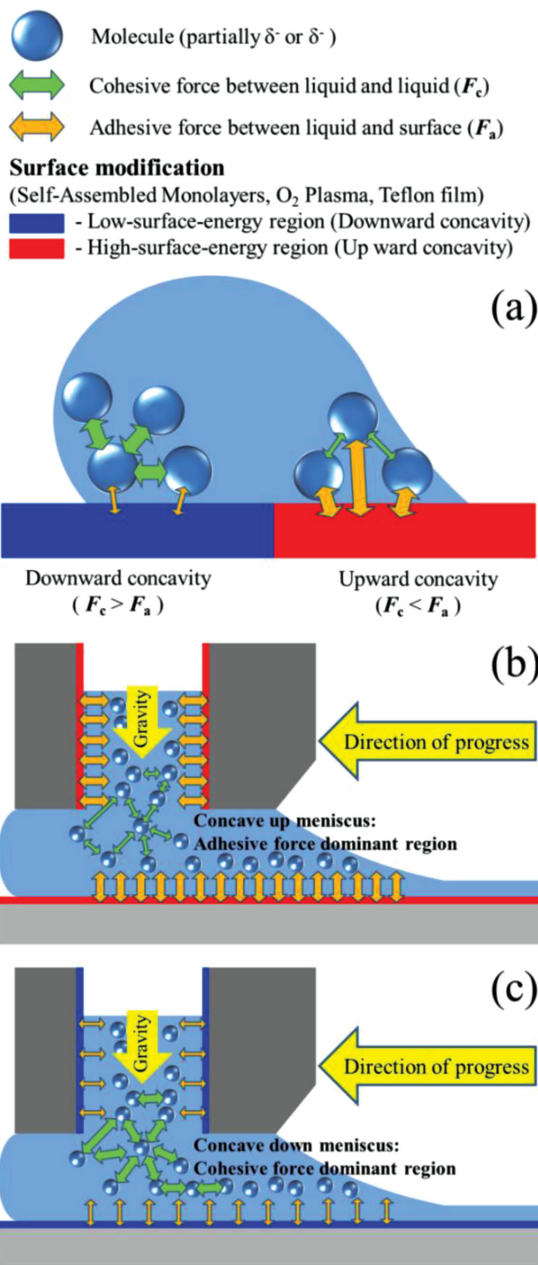 Molecule (partially δ- or δ- )
Cohesive force between liquid and liquid (Fc)
Adhesive force between liquid and surface (Fa)
Surface modification
(Self-Assembled Monolayers, O2 Plasma, Teflon film)
- Low-surface-energy region (Downward concavity)
- High-surface-energy region (Up ward concavity)
(a)
Downward concavity
( Fc > Fa )
Upward concavity
(Fc < Fa )
(b)
Gravity
Direction of progress
Concave up meniscus:
Adhesive force dominant region
(c)
Gravity
Direction of progress
Concave down meniscus:
Cohesive force dominant region